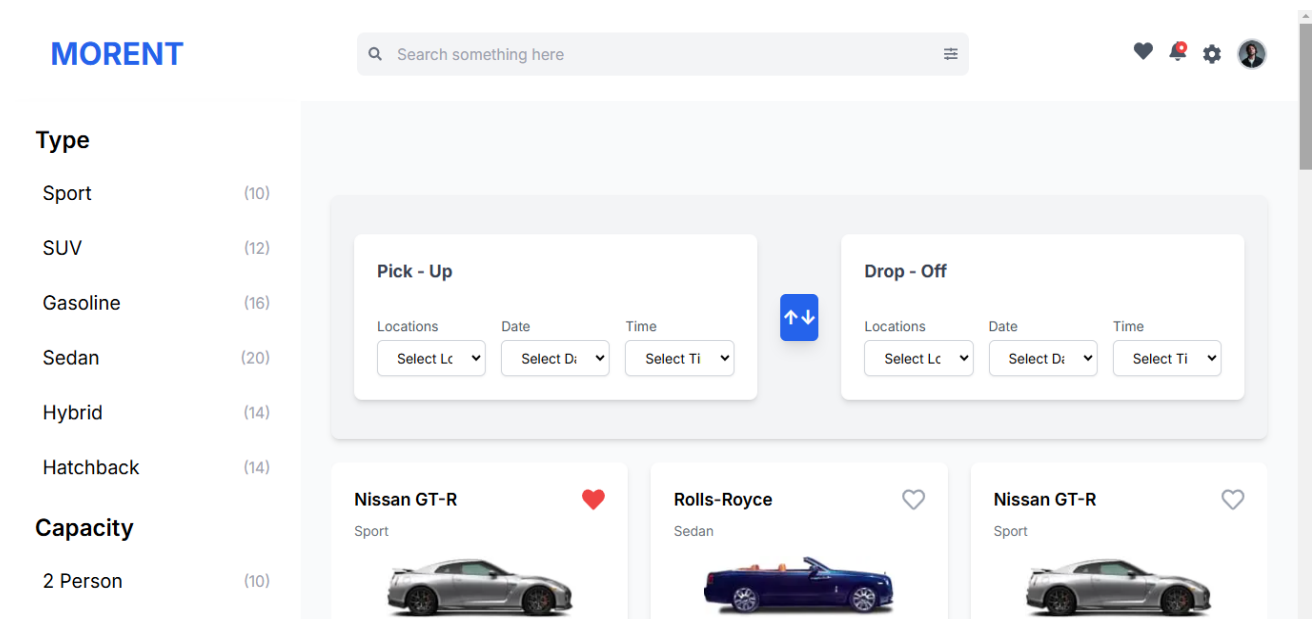 MORENT
Search something here
Type
Sport (10)
SUV (12)
Gasoline (16)
Sedan (20)
Hybrid (14)
Hatchback (14)
Capacity
2 Person (10)
Pick - Up
Locations Date Time
Select Lc Select Da Select Ti
Drop - Off
Locations Date Time
Select Lc Select Da Select Ti
Nissan GT-R
Sport
Rolls-Royce
Sedan
Nissan GT-R
Sport